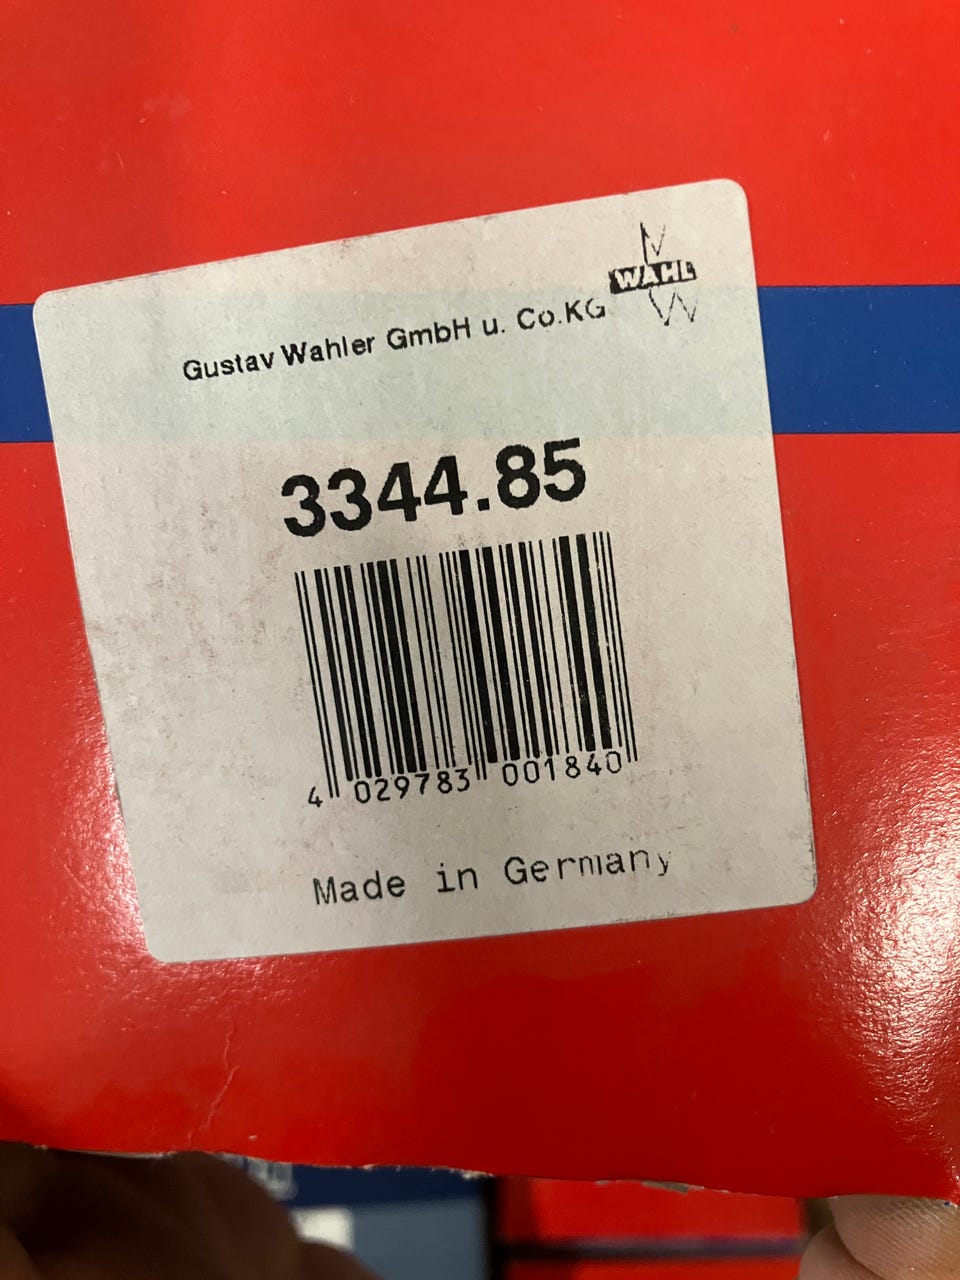 WAHL
Gustav Wahler GmbH u. Co.KG
3344.85
4 029783 001840
Made in Germany